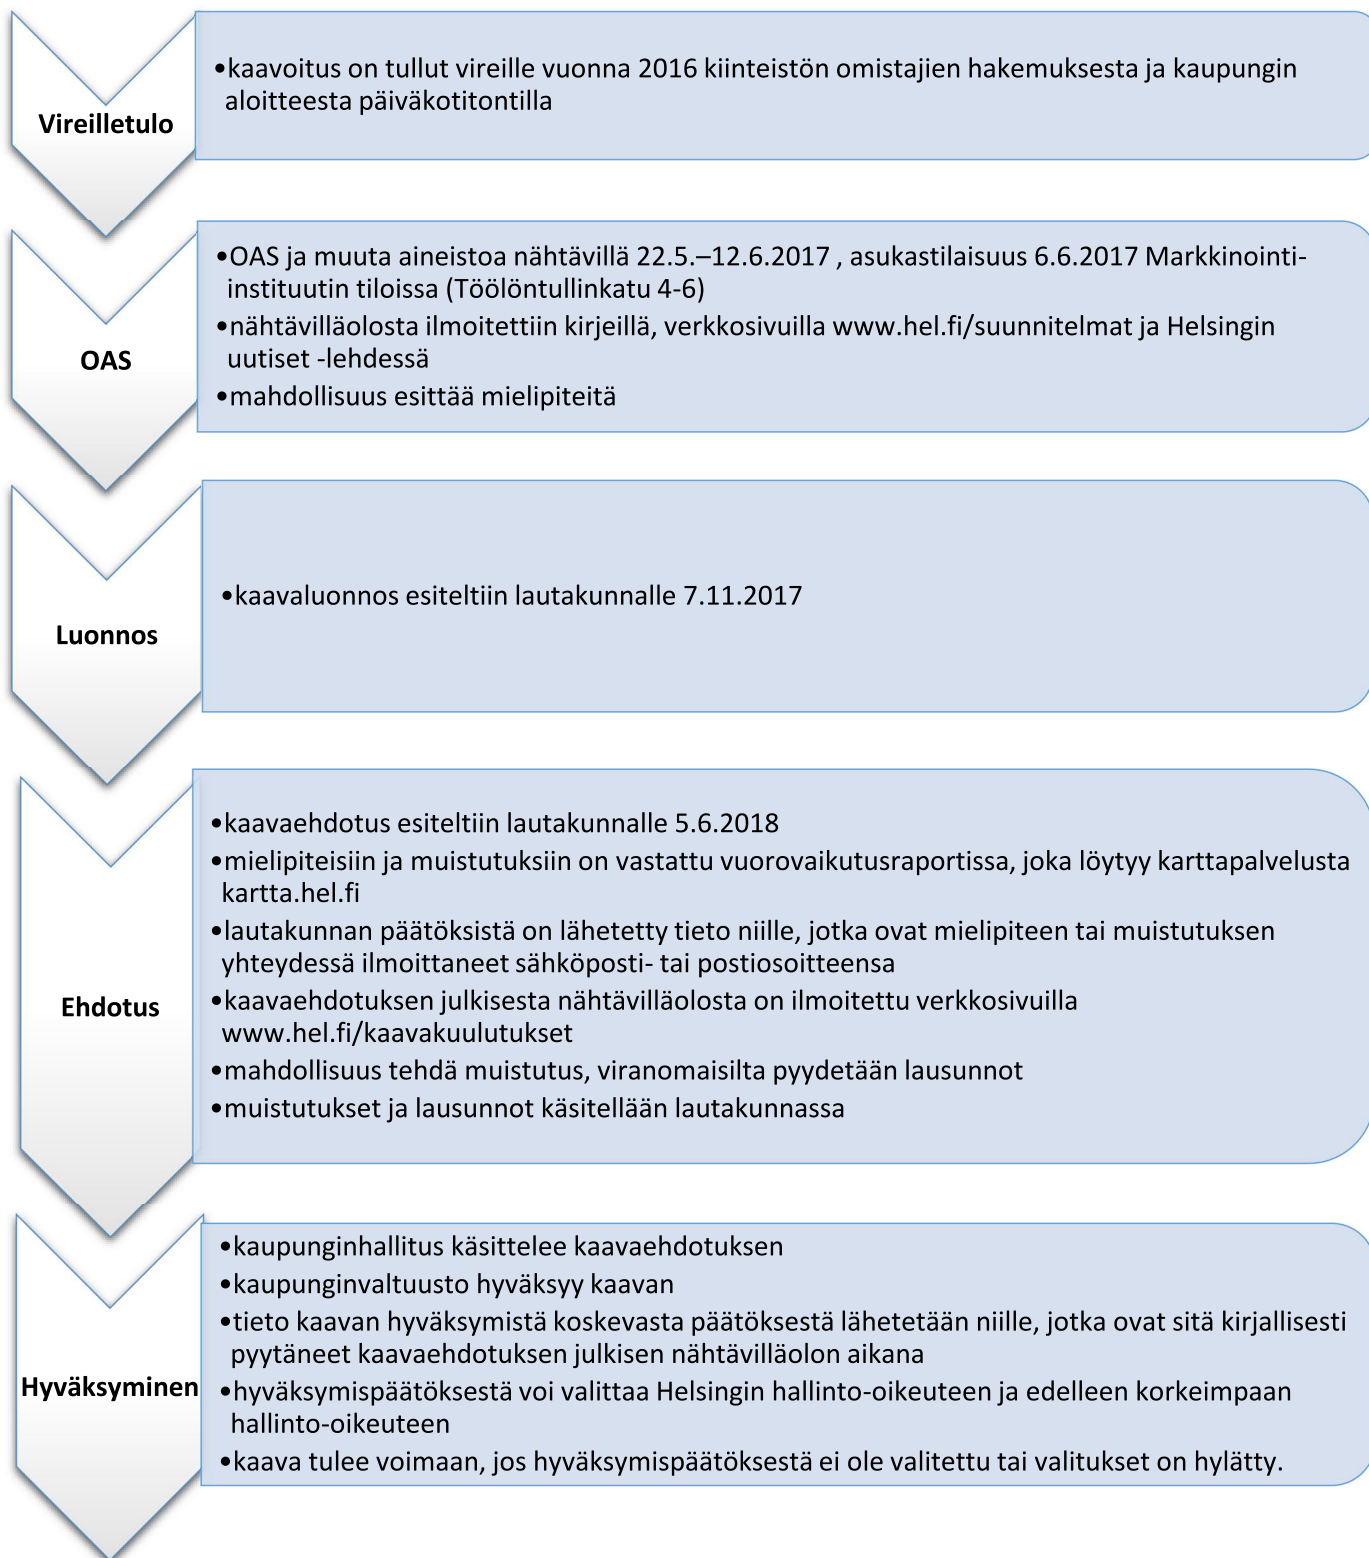 Vireilletulo
•kaavoitus on tullut vireille vuonna 2016 kiinteistön omistajien hakemuksesta ja kaupungin
aloitteesta päiväkotitontilla
OAS
•OAS ja muuta aineistoa nähtävillä 22.5.–12.6.2017 , asukastilaisuus 6.6.2017 Markkinointi-
instituutin tiloissa (Töölöntullinkatu 4-6)
•nähtävilläolosta ilmoitettiin kirjeillä, verkkosivuilla www.hel.fi/suunnitelmat ja Helsingin
uutiset -lehdessä
•mahdollisuus esittää mielipiteitä
Luonnos
•kaavaluonnos esiteltiin lautakunnalle 7.11.2017
Ehdotus
•kaavaehdotus esiteltiin lautakunnalle 5.6.2018
•mielipiteisiin ja muistutuksiin on vastattu vuorovaikutusraportissa, joka löytyy karttapalvelusta
kartta.hel.fi
•lautakunnan päätöksistä on lähetetty tieto niille, jotka ovat mielipiteen tai muistutuksen
yhteydessä ilmoittaneet sähköposti- tai postiosoitteensa
•kaavaehdotuksen julkisesta nähtävilläolosta on ilmoitettu verkkosivuilla
www.hel.fi/kaavakuulutukset
•mahdollisuus tehdä muistutus, viranomaisilta pyydetään lausunnot
•muistutukset ja lausunnot käsitellään lautakunnassa
Hyväksyminen
•kaupunginhallitus käsittelee kaavaehdotuksen
•kaupunginvaltuusto hyväksyy kaavan
•tieto kaavan hyväksymistä koskevasta päätöksestä lähetetään niille, jotka ovat sitä kirjallisesti
pyytäneet kaavaehdotuksen julkisen nähtävilläolon aikana
•hyväksymispäätöksestä voi valittaa Helsingin hallinto-oikeuteen ja edelleen korkeimpaan
hallinto-oikeuteen
•kaava tulee voimaan, jos hyväksymispäätöksestä ei ole valitettu tai valitukset on hylätty.